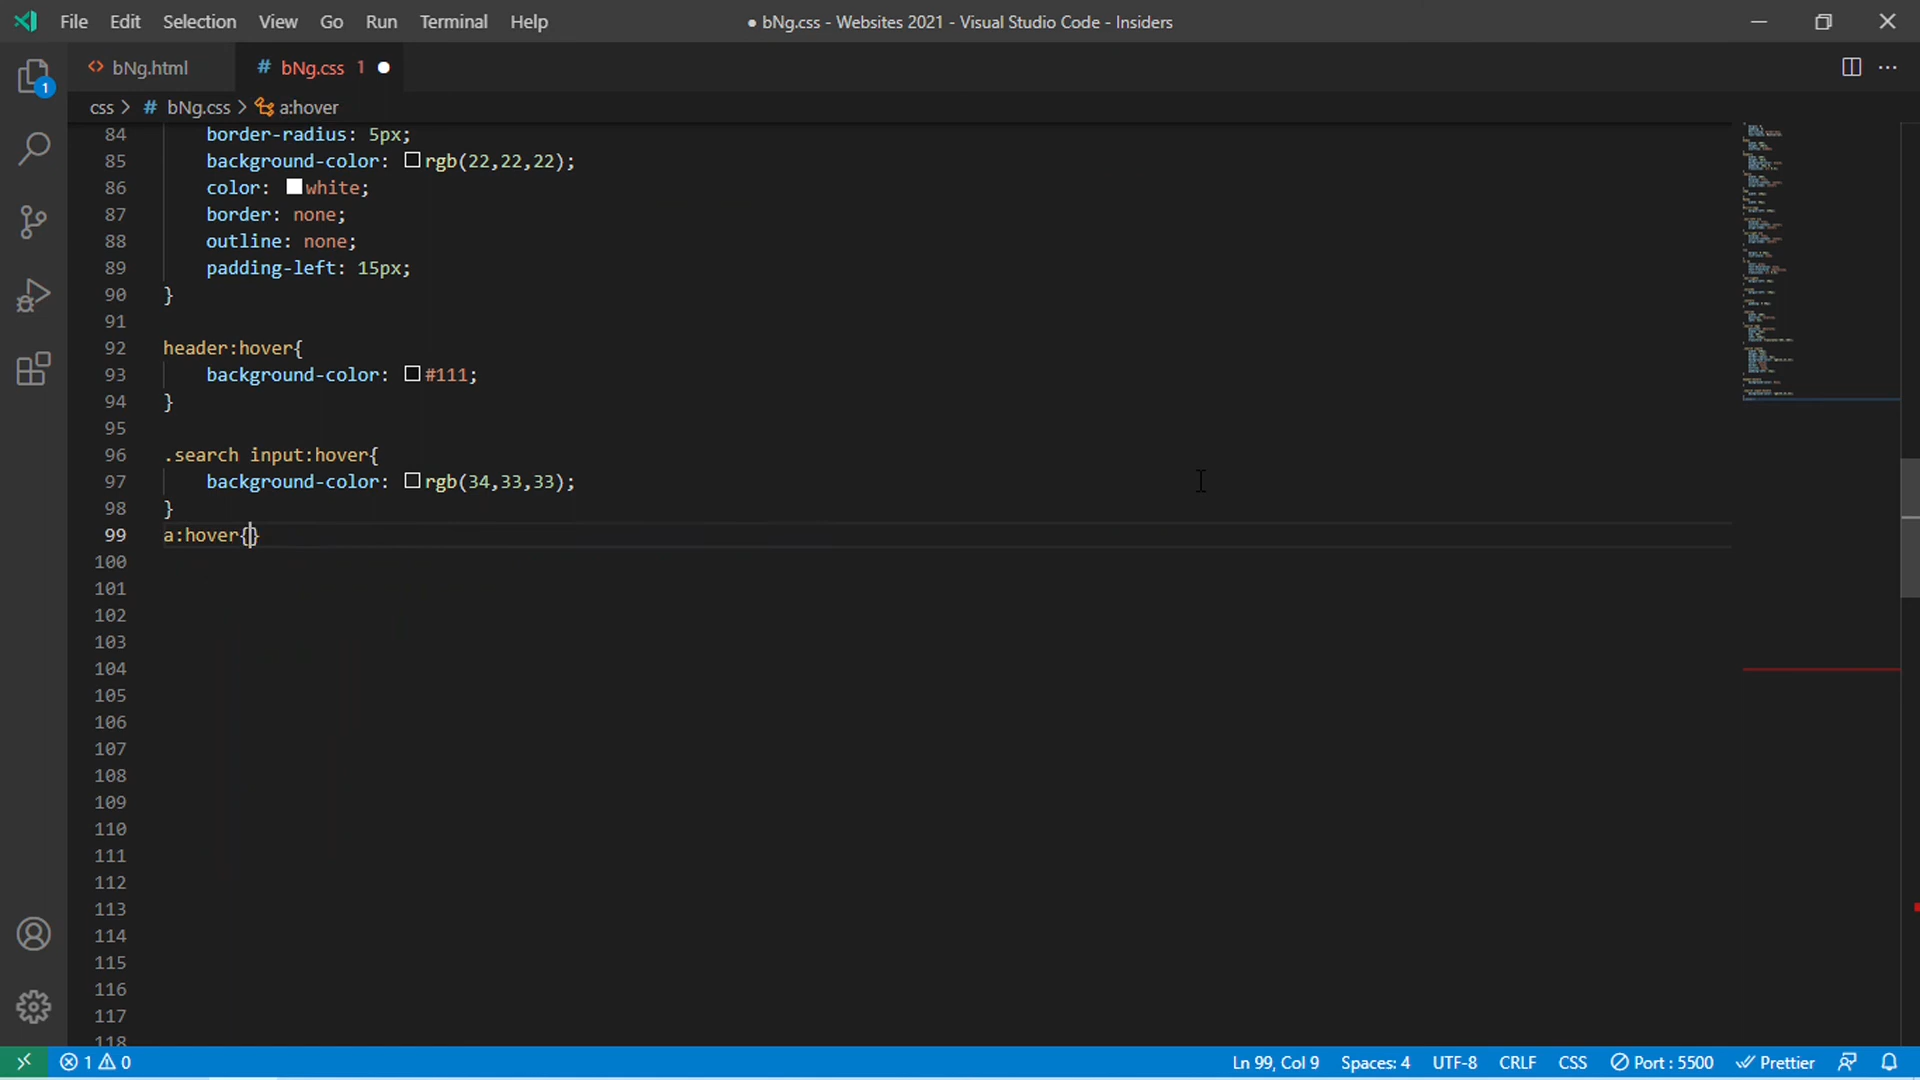 File Edit Selection View Go Run Terminal Help
● bNg.css - Websites 2021 - Visual Studio Code - Insiders
bNg.html
# bNg.css 1
css > # bNg.css > a:hover
84 border-radius: 5px;
85 background-color: rgb(22,22,22);
86 color: white;
87 border: none;
88 outline: none;
89 padding-left: 15px;
90 }
91
92 header:hover{
93 background-color: #111;
94 }
95
96 .search input:hover{
97 background-color: rgb(34,33,33);
98 }
99 a:hover{}
100
101
102
103
104
105
106
107
108
109
110
111
112
113
114
115
116
117
118
1
1 0
Ln 99, Col 9 Spaces: 4 UTF-8 CRLF CSS Port : 5500 Prettier